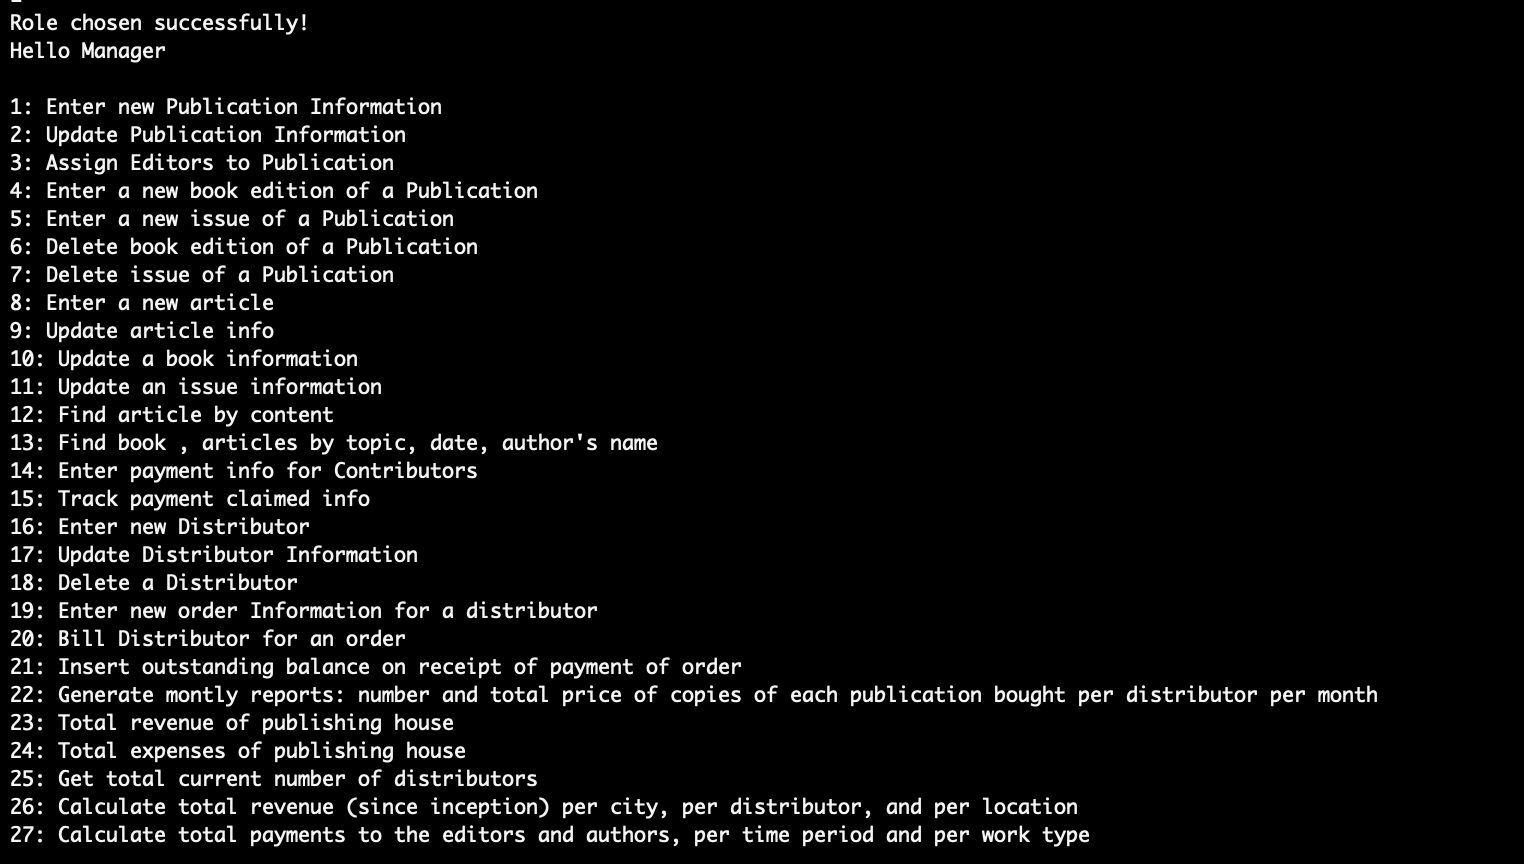 Role chosen successfully!
Hello Manager
1: Enter new Publication Information
2: Update Publication Information
3: Assign Editors to Publication
4: Enter a new book edition of a Publication
5: Enter a new issue of a Publication
6: Delete book edition of a Publication
7: Delete issue of a Publication
8: Enter a new article
9: Update article info
10: Update a book information
11: Update an issue information
12: Find article by content
13: Find book , articles by topic, date, author's name
14: Enter payment info for Contributors
15: Track payment claimed info
16: Enter new Distributor
17: Update Distributor Information
18: Delete a Distributor
19: Enter new order Information for a distributor
20: Bill Distributor for an order
21: Insert outstanding balance on receipt of payment of order
22: Generate montly reports: number and total price of copies of each publication bought per distributor per month
23: Total revenue of publishing house
24: Total expenses of publishing house
25: Get total current number of distributors
26: Calculate total revenue (since inception) per city, per distributor, and per location
27: Calculate total payments to the editors and authors, per time period and per work type